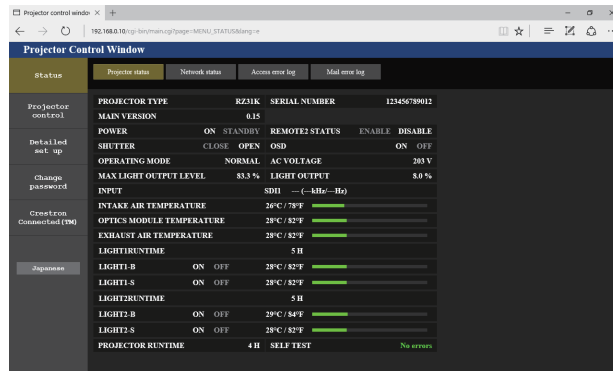 Projector control windov
192.168.0.10/cgi-bin/main.cgi?page=MENU_STATUS&lang=e
Projector Control Window
Status
Projector status
Network status
Access error log
Mail error log
Projector control
Detailed set up
Change password
Crestron Connected(TM)
Japanese
PROJECTOR TYPE RZ31K SERIAL NUMBER 123456789012
MAIN VERSION 0.15
POWER ON STANDBY REMOTE2 STATUS ENABLE DISABLE
SHUTTER CLOSE OPEN OSD ON OFF
OPERATING MODE NORMAL AC VOLTAGE 203 V
MAX LIGHT OUTPUT LEVEL 83.3 % LIGHT OUTPUT 8.0 %
INPUT SDI1 --- (---kHz/---Hz)
INTAKE AIR TEMPERATURE 26°C / 78°F
OPTICS MODULE TEMPERATURE 28°C / 82°F
EXHAUST AIR TEMPERATURE 28°C / 82°F
LIGHT1RUNTIME 5 H
LIGHT1-B ON OFF 28°C / 82°F
LIGHT1-S ON OFF 28°C / 82°F
LIGHT2RUNTIME 5 H
LIGHT2-B ON OFF 29°C / 84°F
LIGHT2-S ON OFF 28°C / 82°F
PROJECTOR RUNTIME 4 H SELF TEST No errors